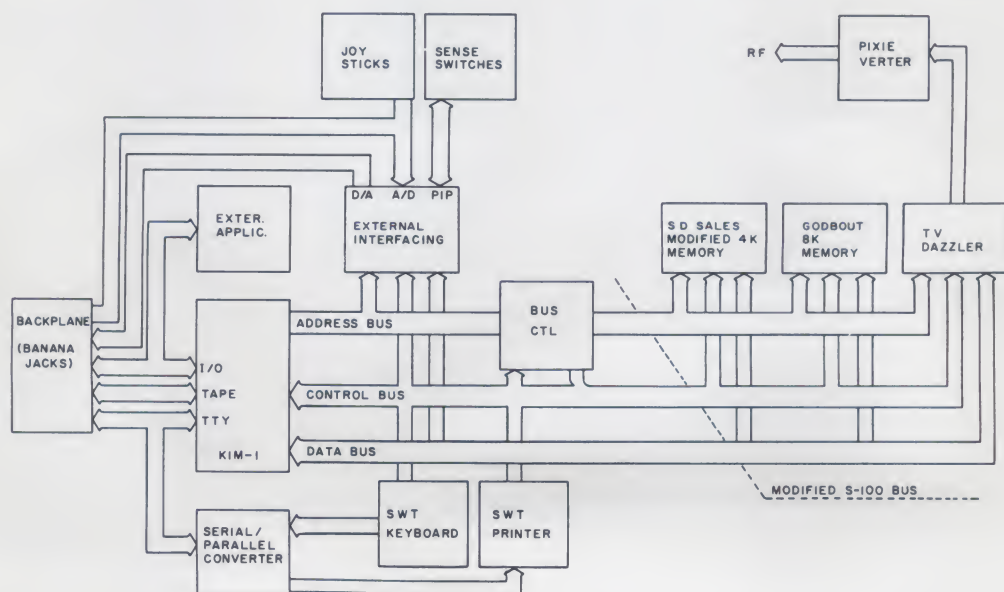 JOY
STICKS
SENSE
SWITCHES
RF
PIXIE
VERTER
D/A A/D PIP
EXTERNAL
INTERFACING
EXTER.
APPLIC.
SD SALES
MODIFIED 4K
MEMORY
GODBOUT
8K
MEMORY
TV
DAZZLER
BACKPLANE
(BANANA
JACKS)
ADDRESS BUS
BUS
CTL
I/O
TAPE
TTY
KIM-1
CONTROL BUS
DATA BUS
MODIFIED S-100 BUS
SERIAL/
PARALLEL
CONVERTER
SWT
KEYBOARD
SWT
PRINTER